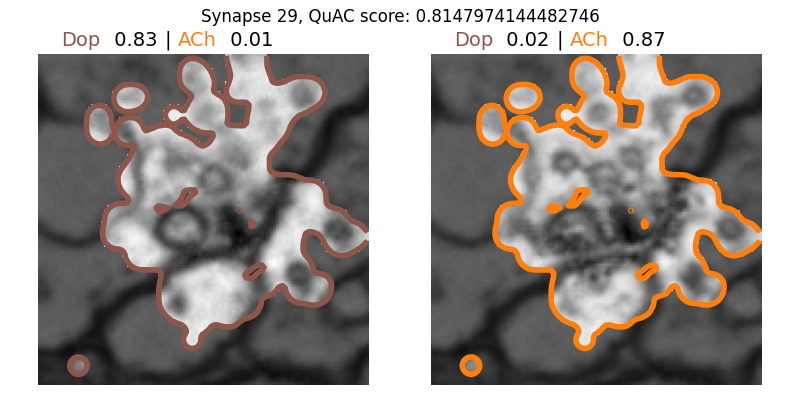 Synapse 29, QuAC score: 0.8147974144482746
Dop 0.83 | ACh 0.01
Dop 0.02 | ACh 0.87